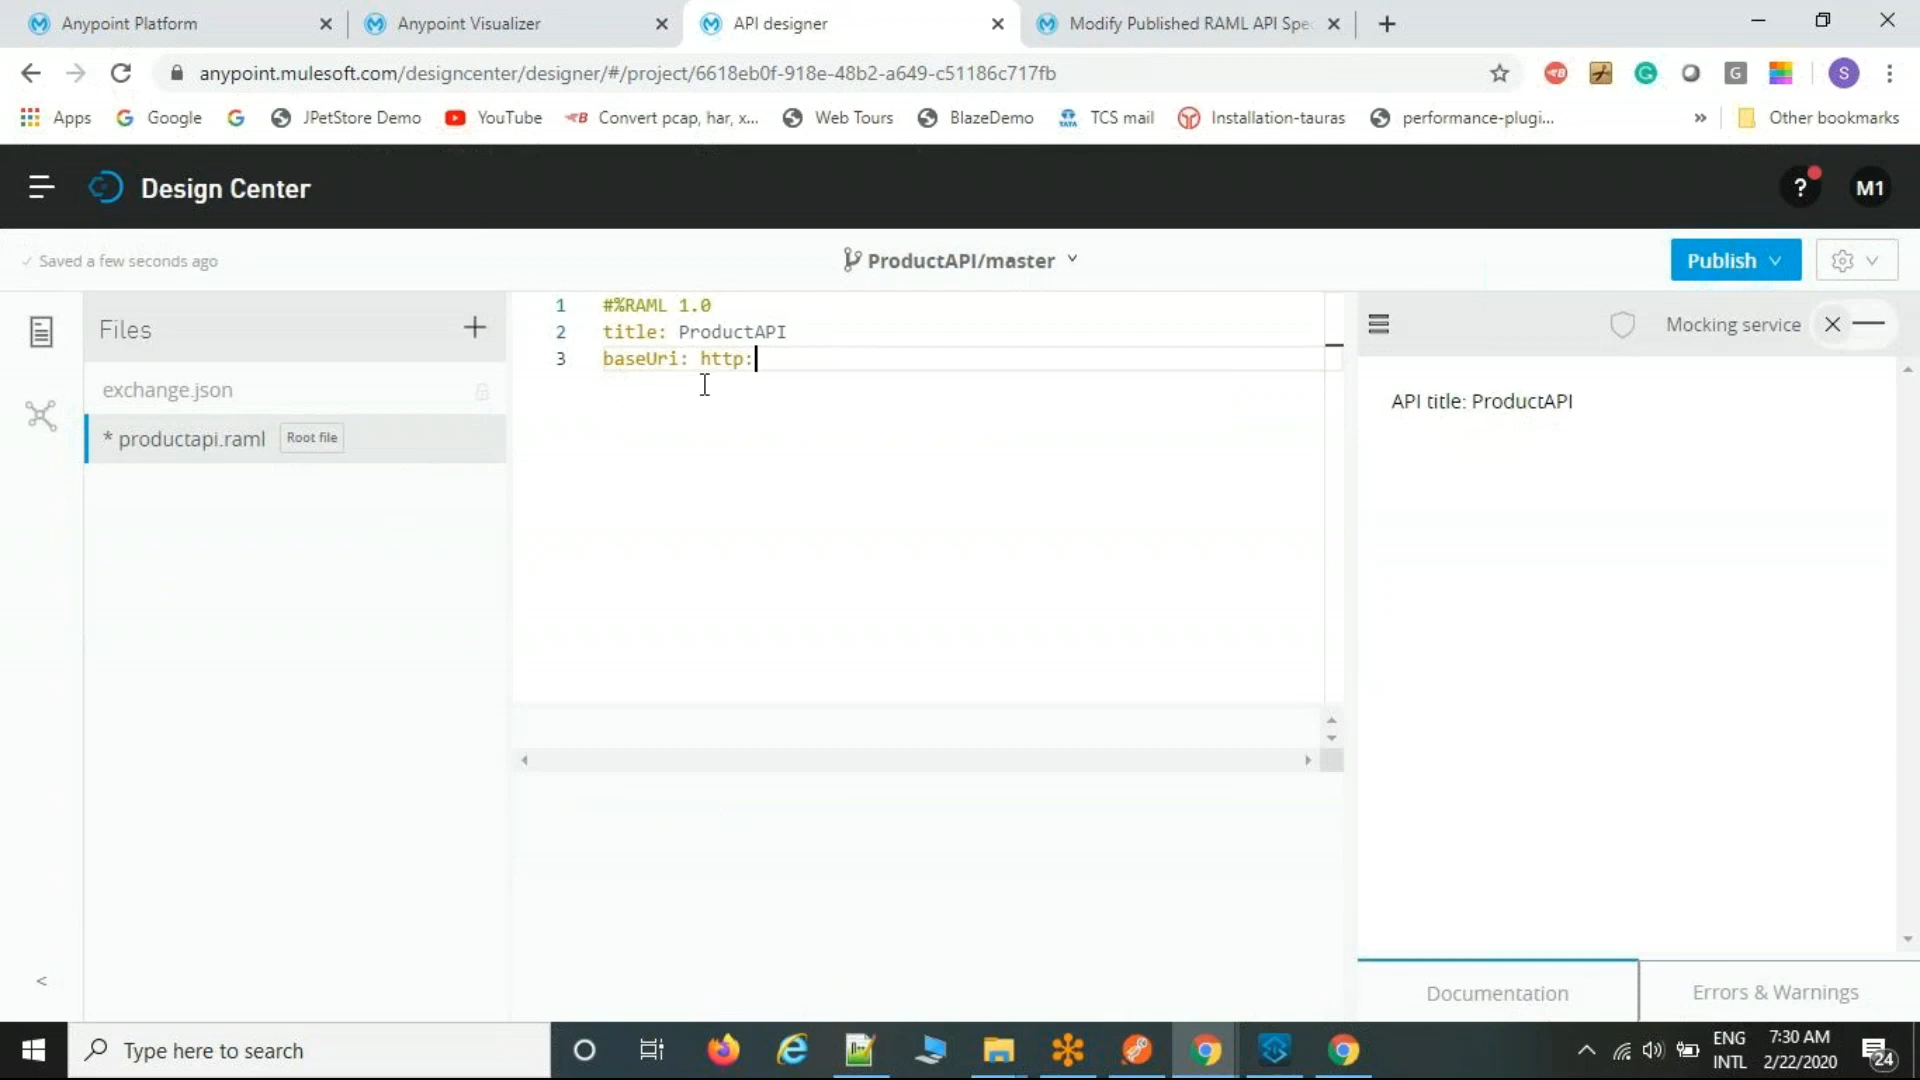 Anypoint Platform
Anypoint Visualizer
API designer
Modify Published RAML API Spec
anypoint.mulesoft.com/designcenter/designer/#/project/6618eb0f-918e-48b2-a649-c51186c717fb
S
Apps
Google
JPetStore Demo
YouTube
Convert pcap, har, x...
Web Tours
BlazeDemo
TATA
TCS mail
Installation-tauras
performance-plugi...
»
Other bookmarks
Design Center
?
M1
Saved a few seconds ago
ProductAPI/master
Publish
Files
exchange.json
* productapi.raml
Root file
1 #%RAML 1.0
2 title: ProductAPI
3 baseUri: http:
Mocking service
API title: ProductAPI
Documentation
Errors & Warnings
Type here to search
ENG
INTL
7:30 AM
2/22/2020
24